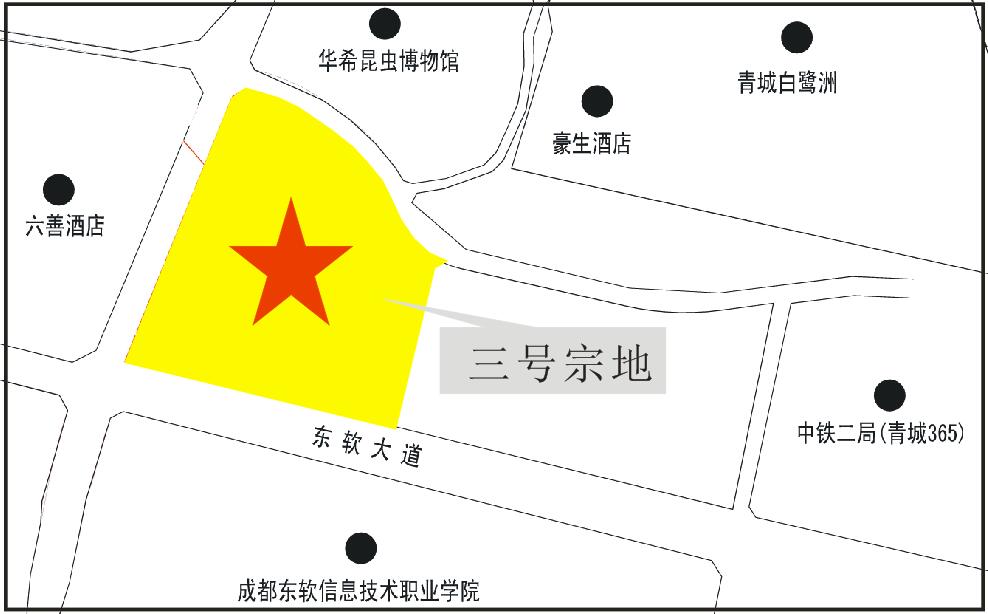 华希昆虫博物馆
青城白鹭洲
豪生酒店
六善酒店
三号宗地
中铁二局(青城365)
东软大道
成都东软信息技术职业学院